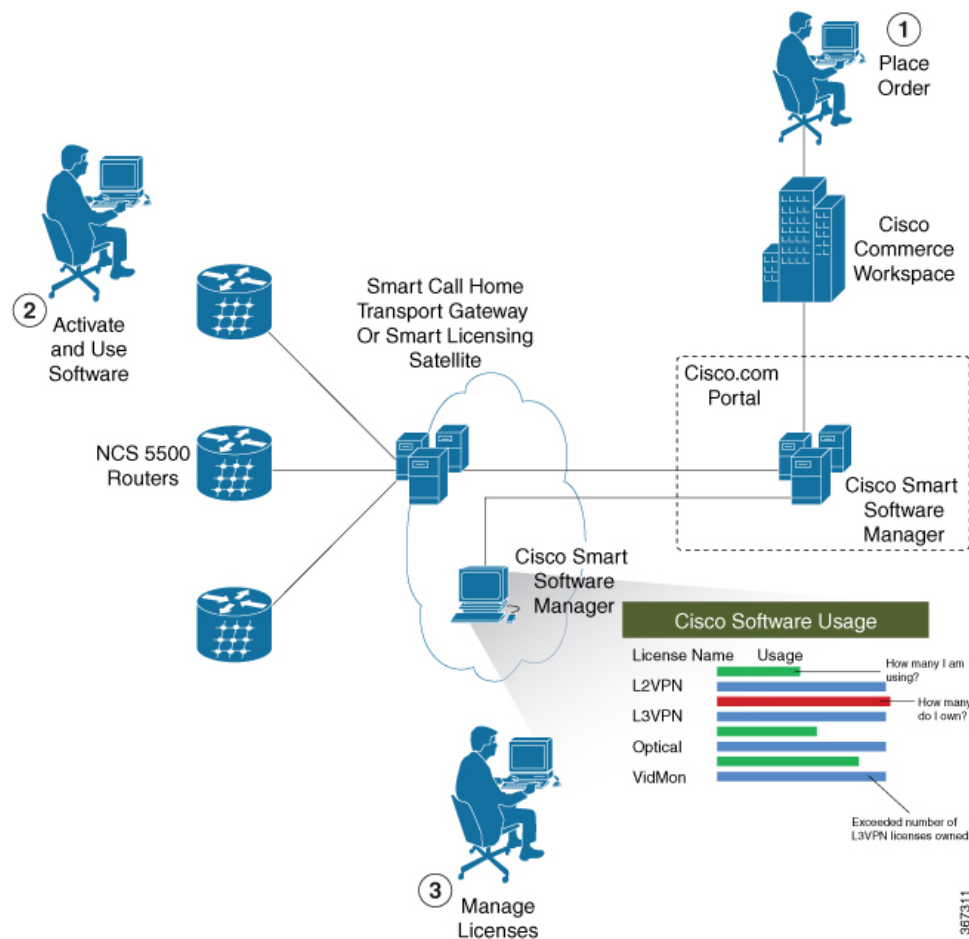 1
Place
Order
Cisco
Commerce
Workspace
2
Activate
and Use
Software
Smart Call Home
Transport Gateway
Or Smart Licensing
Satellite
Cisco.com
Portal
NCS 5500
Routers
Cisco Smart
Software
Manager
Cisco Smart
Software
Manager
Cisco Software Usage
License Name Usage
How many I am
using?
L2VPN
How many
do I own?
L3VPN
Optical
VidMon
Exceeded number of
L3VPN licenses owned
3
Manage
Licenses
367311